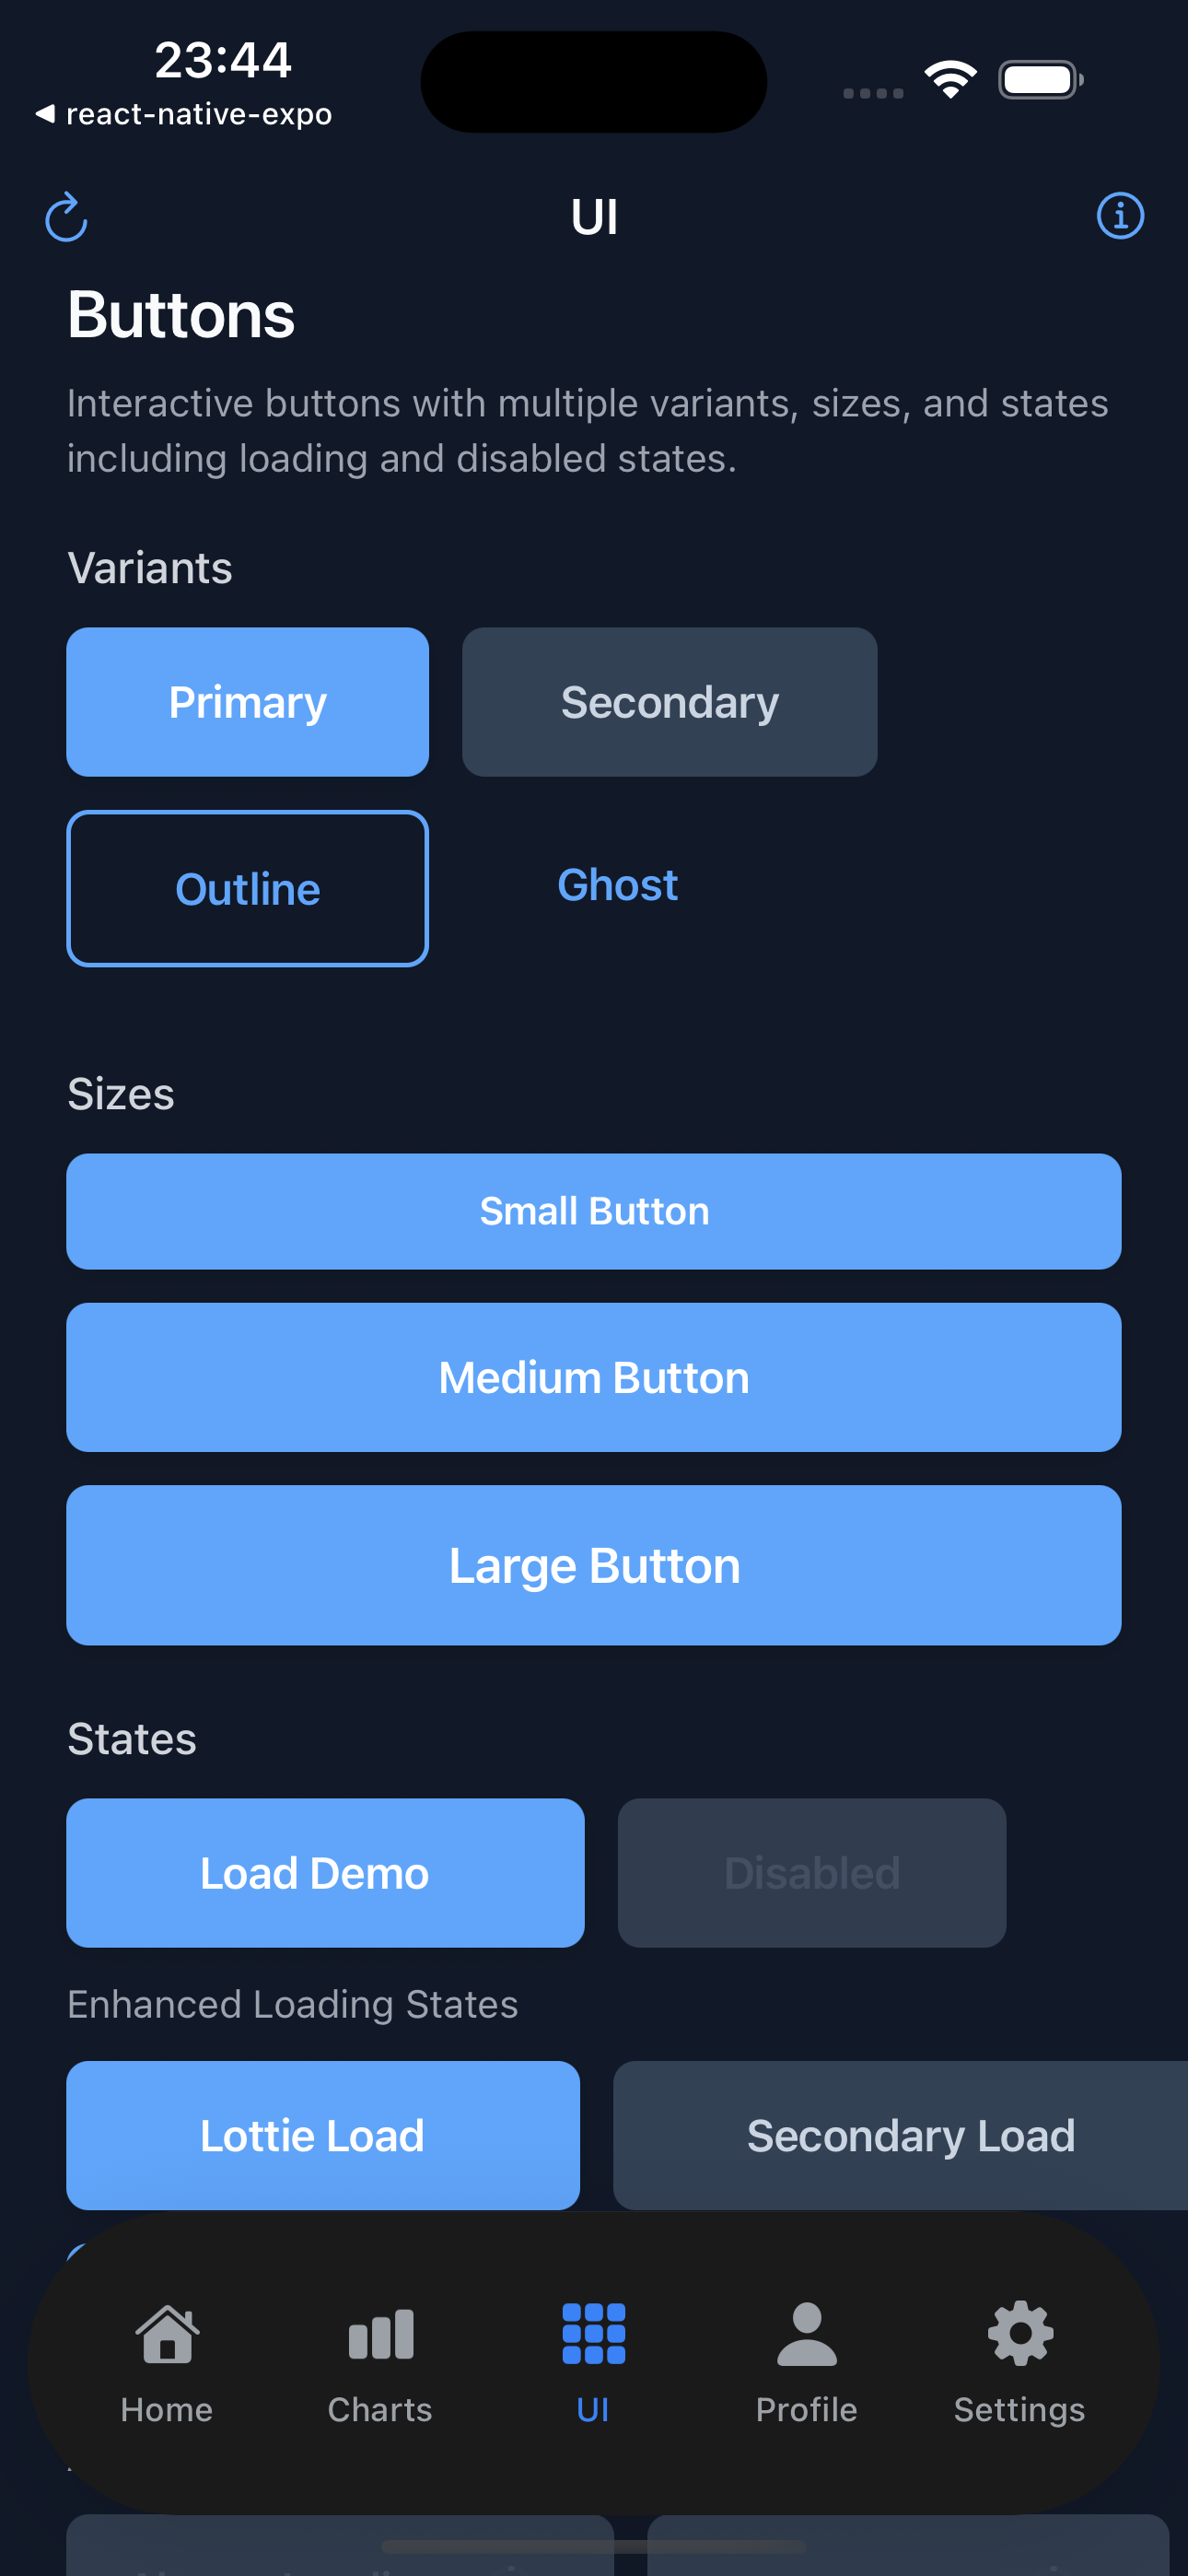 23:44
react-native-expo
UI
Buttons
Interactive buttons with multiple variants, sizes, and states
including loading and disabled states.
Variants
Primary
Secondary
Outline
Ghost
Sizes
Small Button
Medium Button
Large Button
States
Load Demo
Disabled
Enhanced Loading States
Lottie Load
Secondary Load
Home
Charts
UI
Profile
Settings